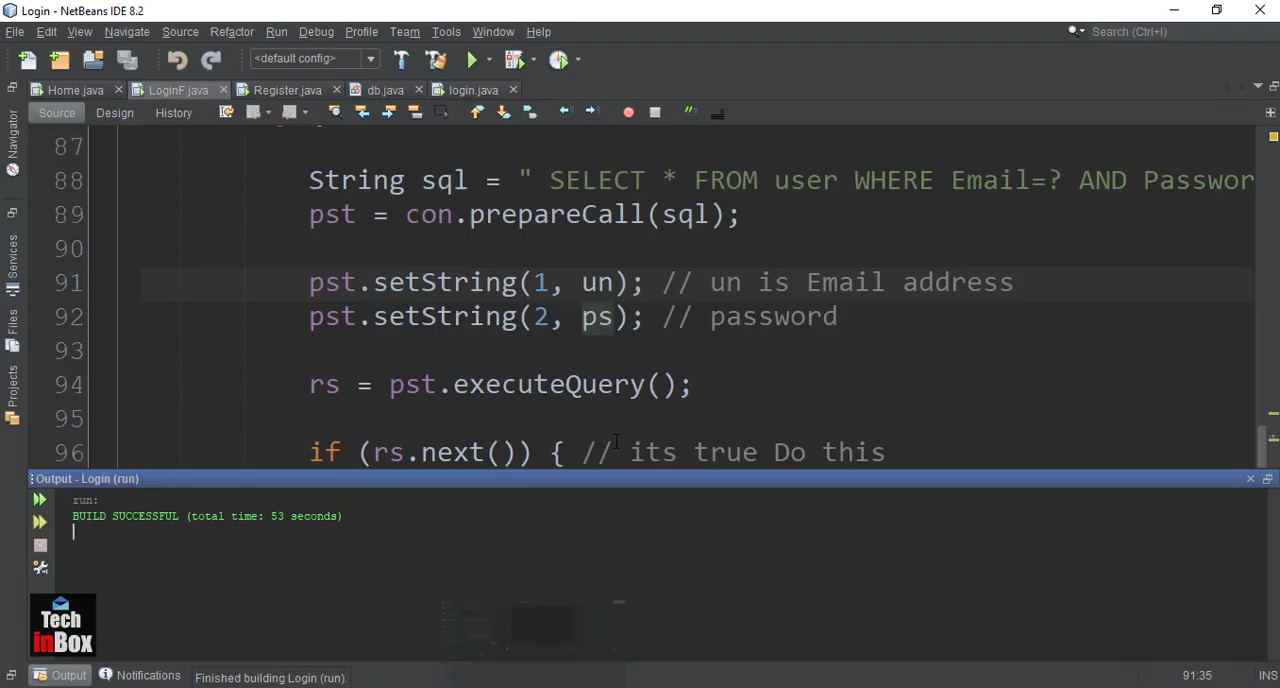 Login - NetBeans IDE 8.2
File Edit View Navigate Source Refactor Run Debug Profile Team Tools Window Help
Search (Ctrl+I)
<default config>
Home.java LoginF.java Register.java db.java login.java
Source Design History
Navigator
Services
Files
Projects
87
88 String sql = " SELECT * FROM user WHERE Email=? AND Passwor
89 pst = con.prepareCall(sql);
90
91 pst.setString(1, un); // un is Email address
92 pst.setString(2, ps); // password
93
94 rs = pst.executeQuery();
95
96 if (rs.next()) { // its true Do this
Output - Login (run)
run:
BUILD SUCCESSFUL (total time: 53 seconds)
Tech
inBox
Output Notifications Finished building Login (run).
91:35 INS